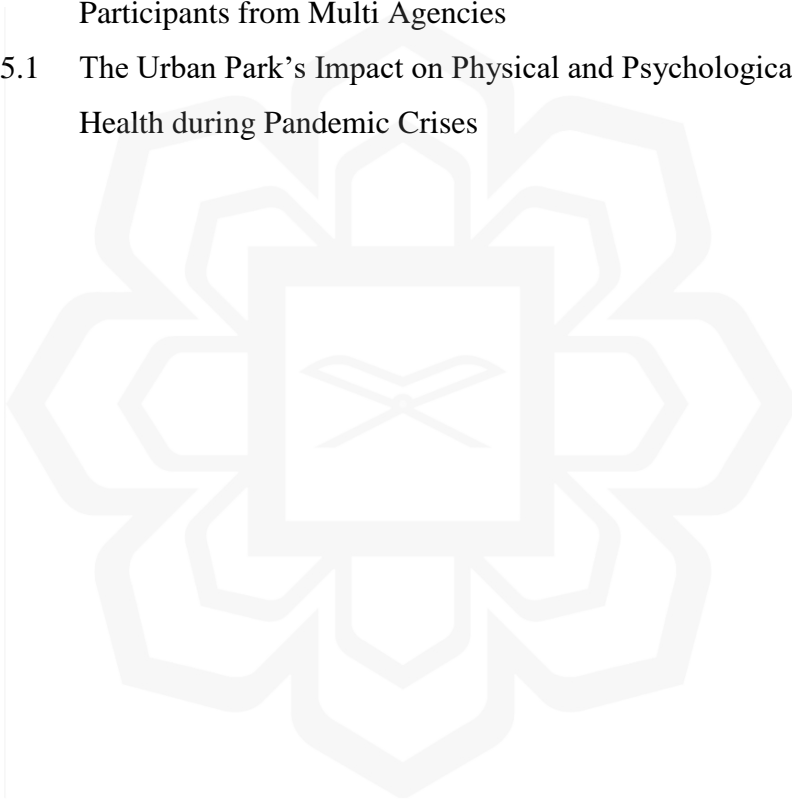 Participants from Multi Agencies
5.1 The Urban Park's Impact on Physical and Psychologica
Health during Pandemic Crises